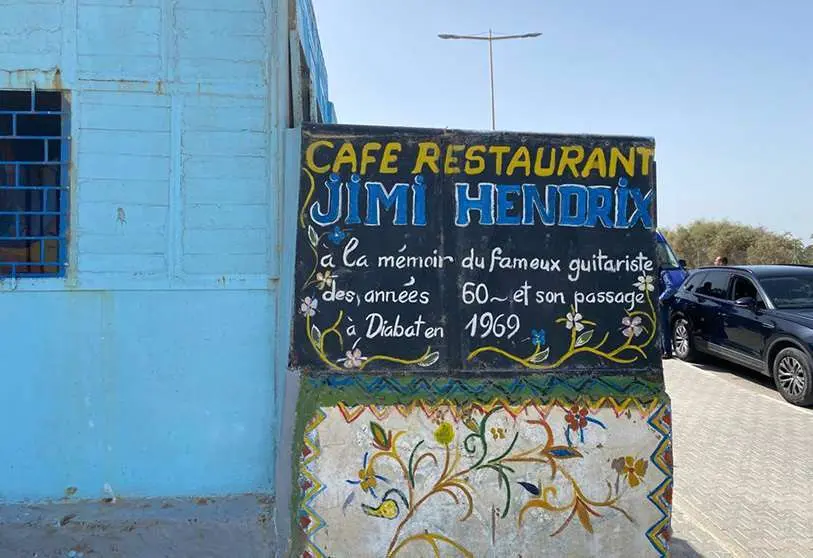 CAFE RESTAURANT
JIMI HENDRIX
a la mémoir du fameux guitariste
des, années 60~ et son passage
à Diabat en 1969